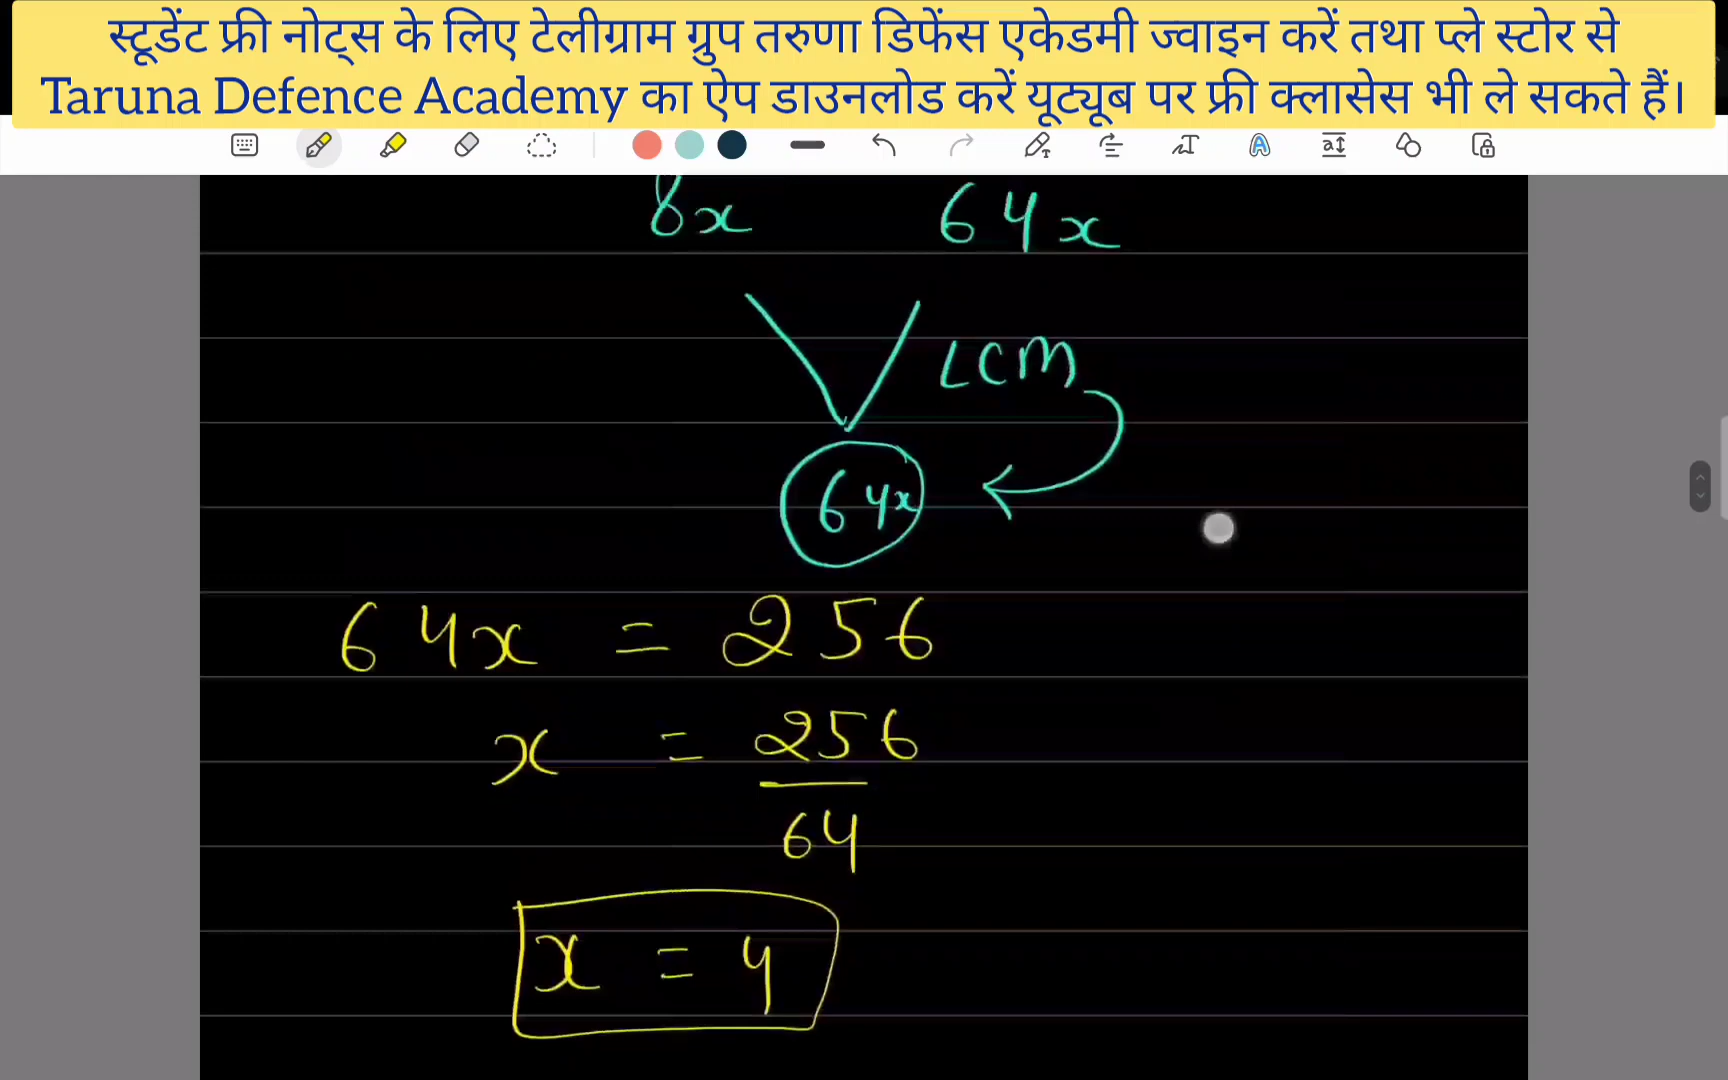 स्टूडेंट फ्री नोट्स के लिए टेलीग्राम ग्रुप तरुणा डिफेंस एकेडमी ज्वाइन करें तथा प्ले स्टोर से
Taruna Defence Academy का ऐप डाउनलोड करें यूट्यूब पर फ्री क्लासेस भी ले सकते हैं।
8x 64x
LCM
64x
64x = 256
x = 256
64
x = 4